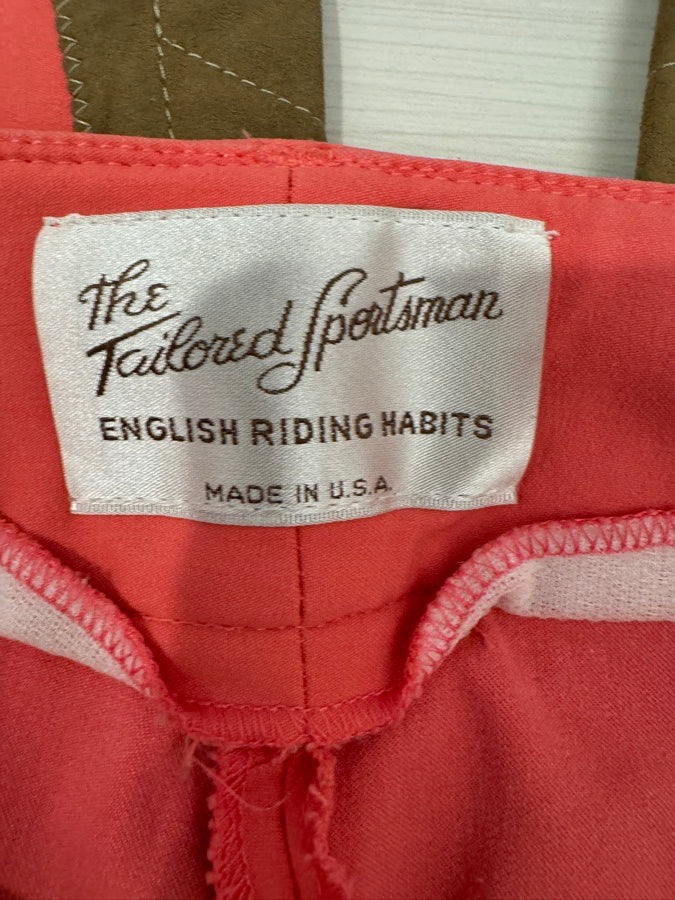 The
Tailored Sportsman
ENGLISH RIDING HABITS
MADE IN U.S.A.